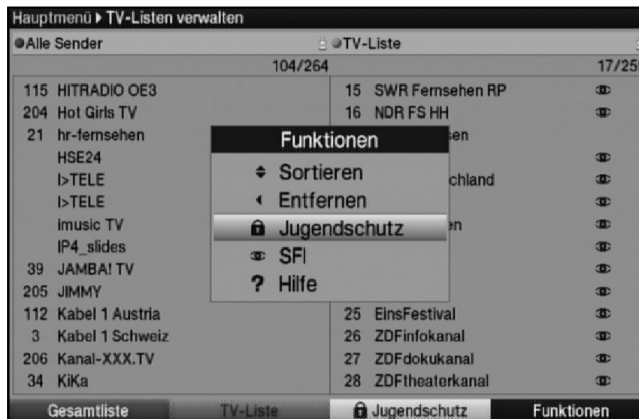 Hauptmenü ▸ TV-Listen verwalten
Alle Sender
TV-Liste
104/264
17/255
115 HITRADIO OE3
15 SWR Fernsehen RP
204 Hot Girls TV
16 NDR FS HH
21 hr-fernsehen
HSE24
I>TELE
I>TELE
imusic TV
IP4_slides
39 JAMBA! TV
205 JIMMY
112 Kabel 1 Austria
25 EinsFestival
3 Kabel 1 Schweiz
26 ZDFinfokanal
206 Kanal-XXX.TV
27 ZDFdokukanal
34 KiKa
28 ZDFtheaterkanal
Funktionen
Sortieren
Entfernen
Jugendschutz
SFI
? Hilfe
Gesamtliste
TV-Liste
Jugendschutz
Funktionen